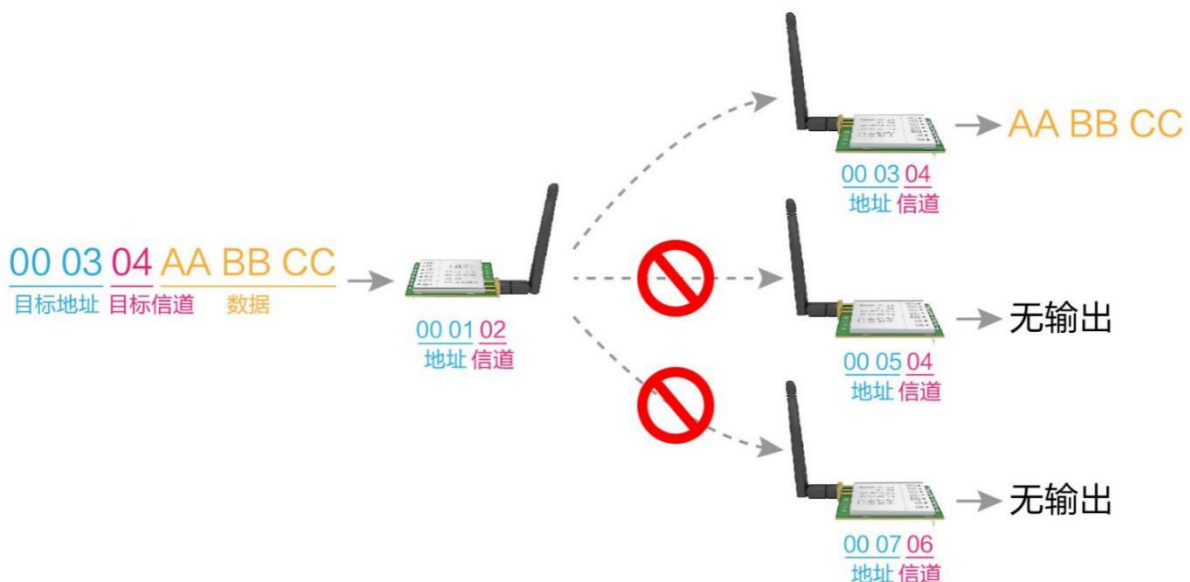 AA BB CC
00 03 04
地址 信道
00 03 04 AA BB CC
目标地址 目标信道 数据
00 01 02
地址 信道
无输出
00 05 04
地址 信道
无输出
00 07 06
地址 信道